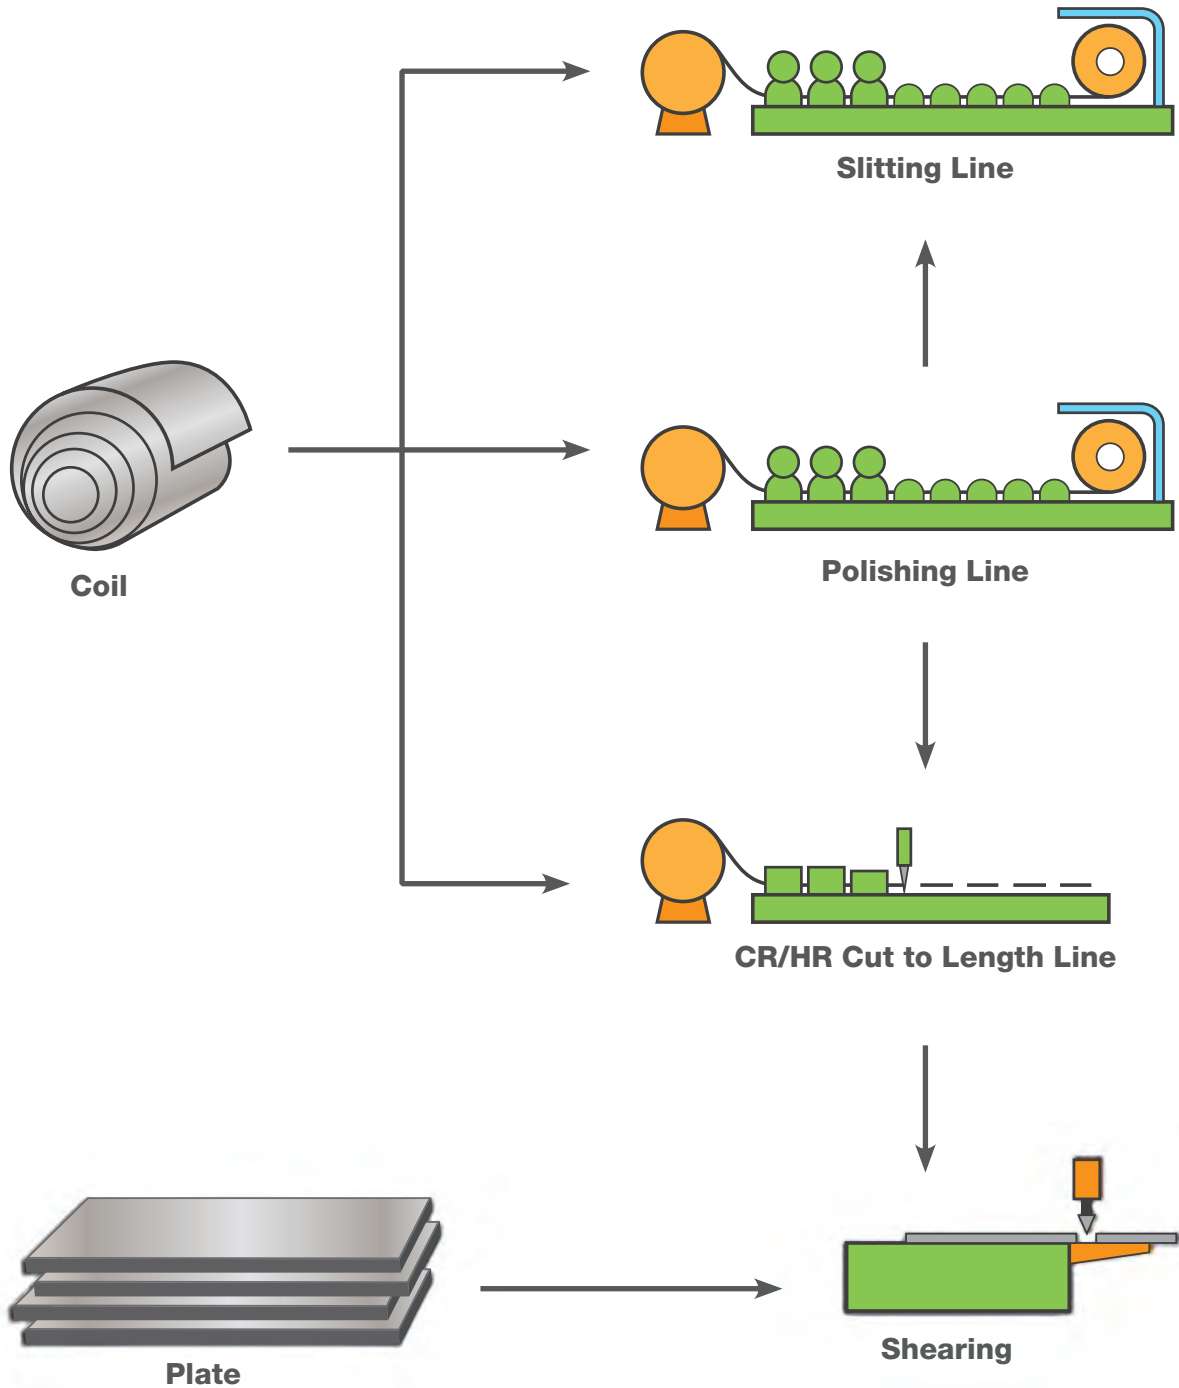 Slitting Line
Coil
Polishing Line
CR/HR Cut to Length Line
Shearing
Plate